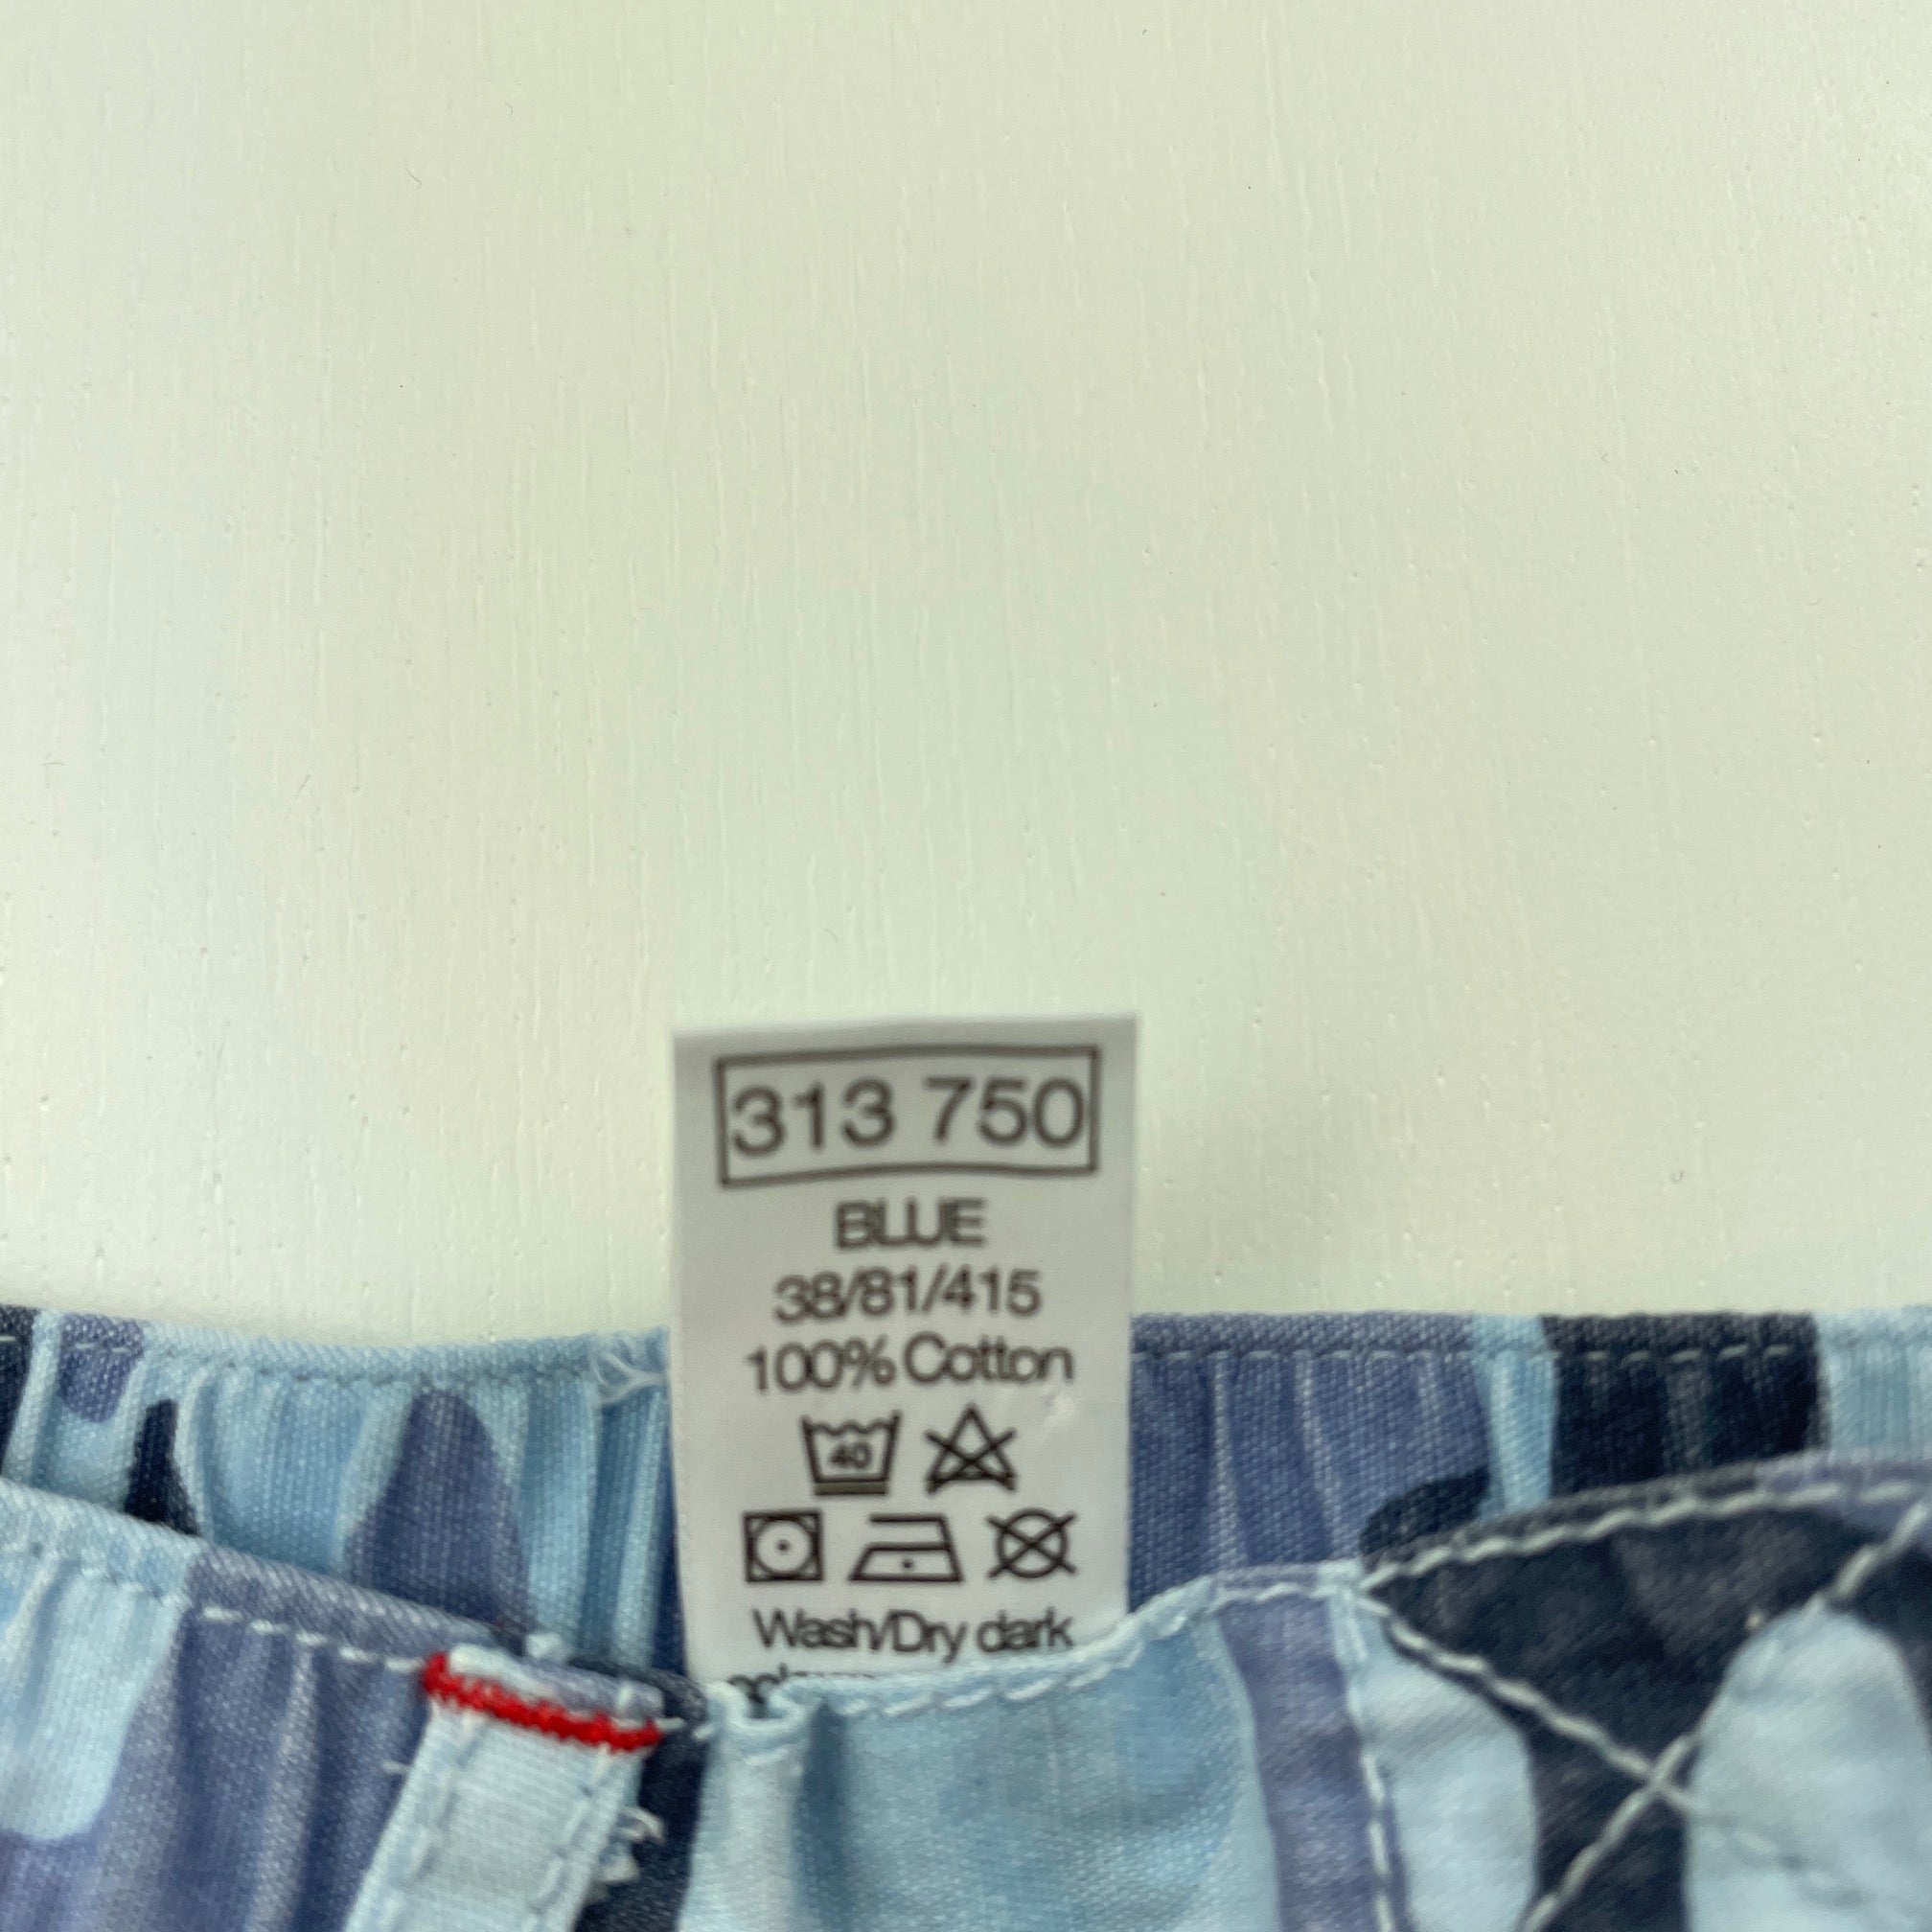 313 750
BLUE
38/81/415
100% Cotton
40
Wash/Dry dark